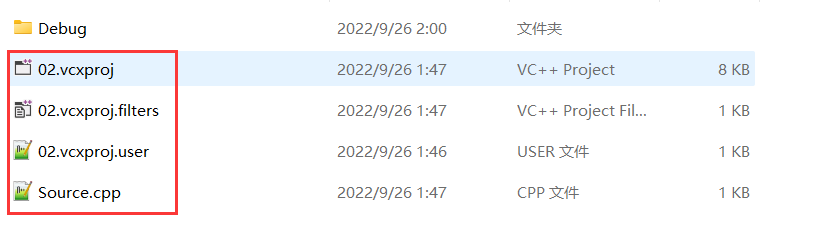 Debug 2022/9/26 2:00 文件夹
02.vcxproj 2022/9/26 1:47 VC++ Project 8 KB
02.vcxproj.filters 2022/9/26 1:47 VC++ Project Fil... 1 KB
02.vcxproj.user 2022/9/26 1:46 USER 文件 1 KB
Source.cpp 2022/9/26 1:47 CPP 文件 1 KB